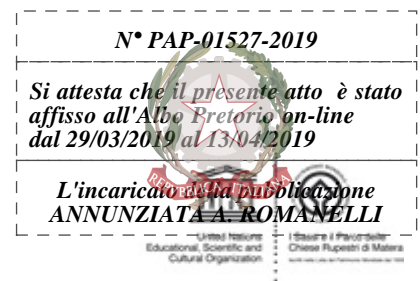 N° PAP-01527-2019
Si attesta che il presente atto è stato
affisso all'Albo Pretorio on-line
dal 29/03/2019 al 13/04/2019
L'incaricato della pubblicazione
ANNUNZIATA A. ROMANELLI
REPVBBLICA ITALIANA
United Nations
Educational, Scientific and
Cultural Organization
I Sassi e il Parco delle
Chiese Rupestri di Matera